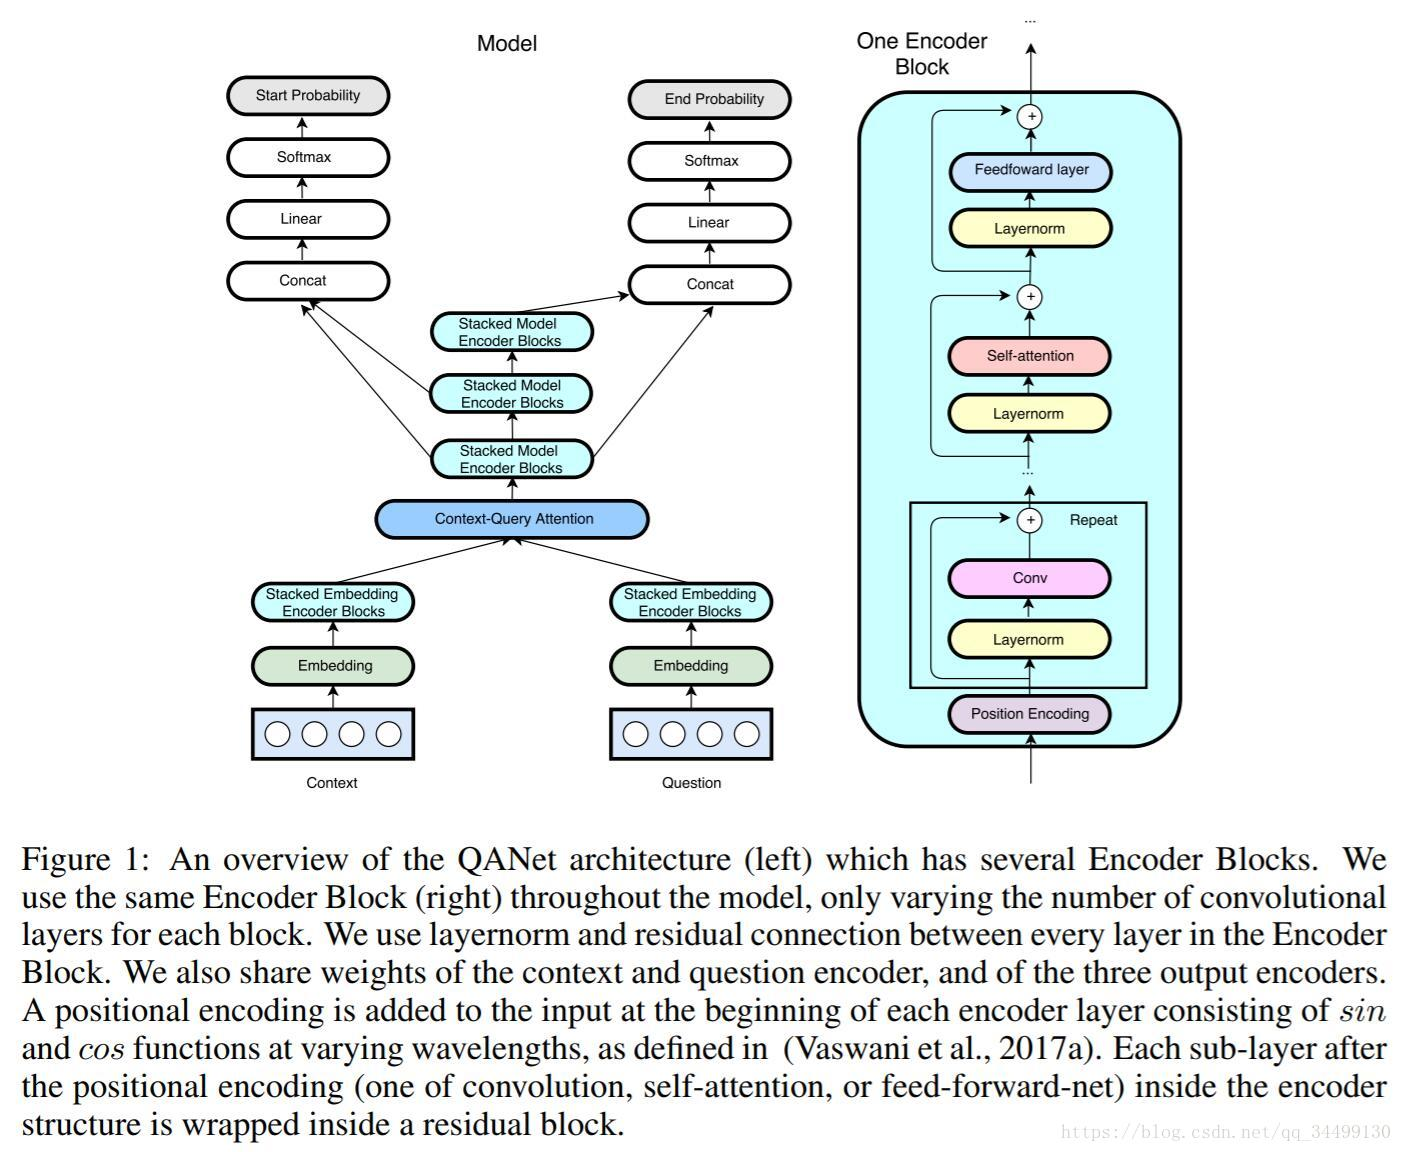 Model
Start Probability
Softmax
Linear
Concat
End Probability
Softmax
Linear
Concat
Stacked Model
Encoder Blocks
Stacked Model
Encoder Blocks
Stacked Model
Encoder Blocks
Context-Query Attention
Stacked Embedding
Encoder Blocks
Stacked Embedding
Encoder Blocks
Embedding
Embedding
Context
Question
One Encoder
Block
...
+
Feedfoward layer
Layernorm
+
Self-attention
Layernorm
...
+
Repeat
Conv
Layernorm
Position Encoding
Figure 1: An overview of the QANet architecture (left) which has several Encoder Blocks. We
use the same Encoder Block (right) throughout the model, only varying the number of convolutional
layers for each block. We use layernorm and residual connection between every layer in the Encoder
Block. We also share weights of the context and question encoder, and of the three output encoders.
A positional encoding is added to the input at the beginning of each encoder layer consisting of sin
and cos functions at varying wavelengths, as defined in (Vaswani et al., 2017a). Each sub-layer after
the positional encoding (one of convolution, self-attention, or feed-forward-net) inside the encoder
structure is wrapped inside a residual block.
https://blog.csdn.net/qq_34499130